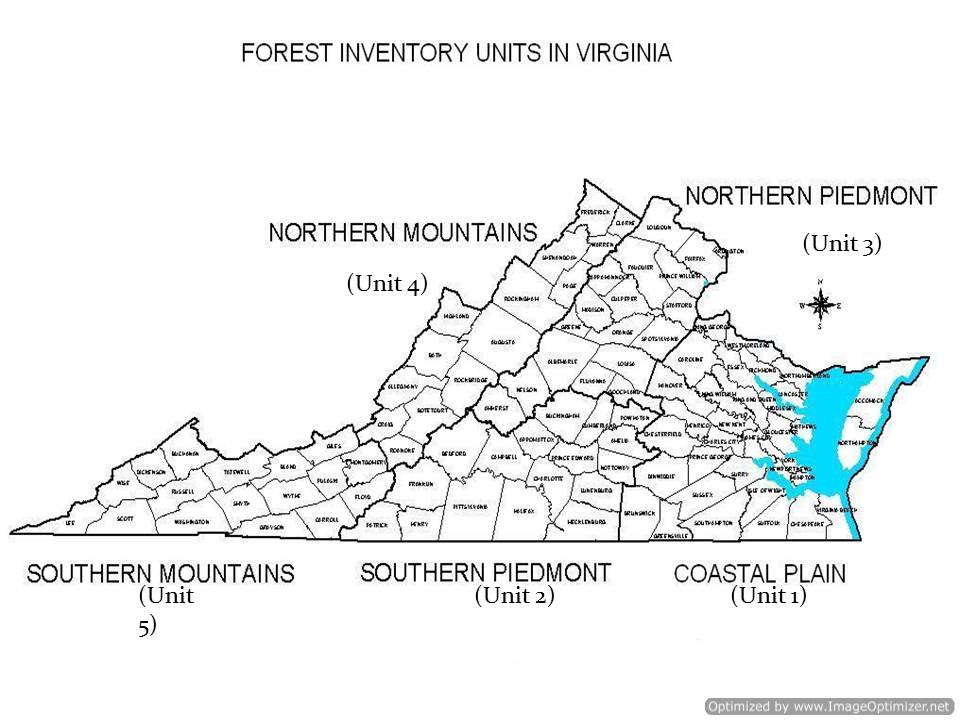 FOREST INVENTORY UNITS IN VIRGINIA
NORTHERN PIEDMONT
(Unit 3)
NORTHERN MOUNTAINS
(Unit 4)
N
W E
S
FREDERICK
CLARKE
LOUDOUN
WARREN
FAIRFAX
SHENANDOAH
FAUQUIER
PRINCE WILLIAM
PAGE
ROCKINGHAM
CULPEPER
STAFFORD
MADISON
HIGHLAND
GREENE
ORANGE
KING GEORGE
AUGUSTA
SPOTSYLVANIA
WESTMORELAND
BATH
ALBEMARLE
LOUISA
CAROLINE
ESSEX
RICHMOND
NORTHUMBERLAND
ROCKBRIDGE
ALLEGHANY
NELSON
FLUVANNA
GOOCHLAND
HANOVER
KING WILLIAM
KING AND QUEEN
LANCASTER
MIDDLESEX
ACCOMACK
BOTETOURT
AMHERST
BUCKINGHAM
CUMBERLAND
POWHATAN
HENRICO
NEW KENT
GLOUCESTER
MATHEWS
CRAIG
CHESTERFIELD
CHARLES CITY
JAMES CITY
NORTHAMPTON
GILES
ROANOKE
BEDFORD
APPOMATTOX
CAMPBELL
PRINCE EDWARD
AMELIA
PRINCE GEORGE
YORK
BUCHANAN
DICKENSON
TAZEWELL
BLAND
MONTGOMERY
NOTTOWAY
NEWPORT NEWS
HAMPTON
WISE
RUSSELL
PULASKI
FRANKLIN
CHARLOTTE
DINWIDDIE
SURRY
ISLE OF WIGHT
SMYTH
WYTHE
FLOYD
LUNENBURG
SUSSEX
LEE
SCOTT
WASHINGTON
GRAYSON
CARROLL
PATRICK
HENRY
PITTSYLVANIA
HALIFAX
MECKLENBURG
BRUNSWICK
GREENSVILLE
SOUTHAMPTON
SUFFOLK
CHESAPEAKE
VIRGINIA BEACH
SOUTHERN MOUNTAINS
(Unit
5)
SOUTHERN PIEDMONT
(Unit 2)
COASTAL PLAIN
(Unit 1)
Optimized by www.ImageOptimizer.net